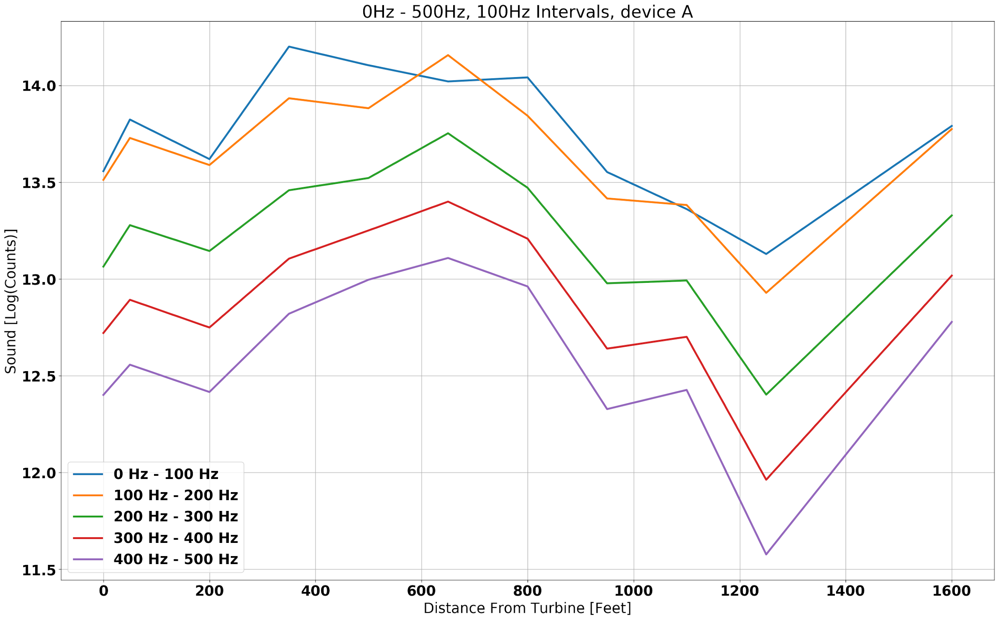 0Hz - 500Hz, 100Hz Intervals, device A
Sound [Log(Counts)]
14.0
13.5
13.0
12.5
12.0
11.5
0 Hz - 100 Hz
100 Hz - 200 Hz
200 Hz - 300 Hz
300 Hz - 400 Hz
400 Hz - 500 Hz
0 200 400 600 800 1000 1200 1400 1600
Distance From Turbine [Feet]